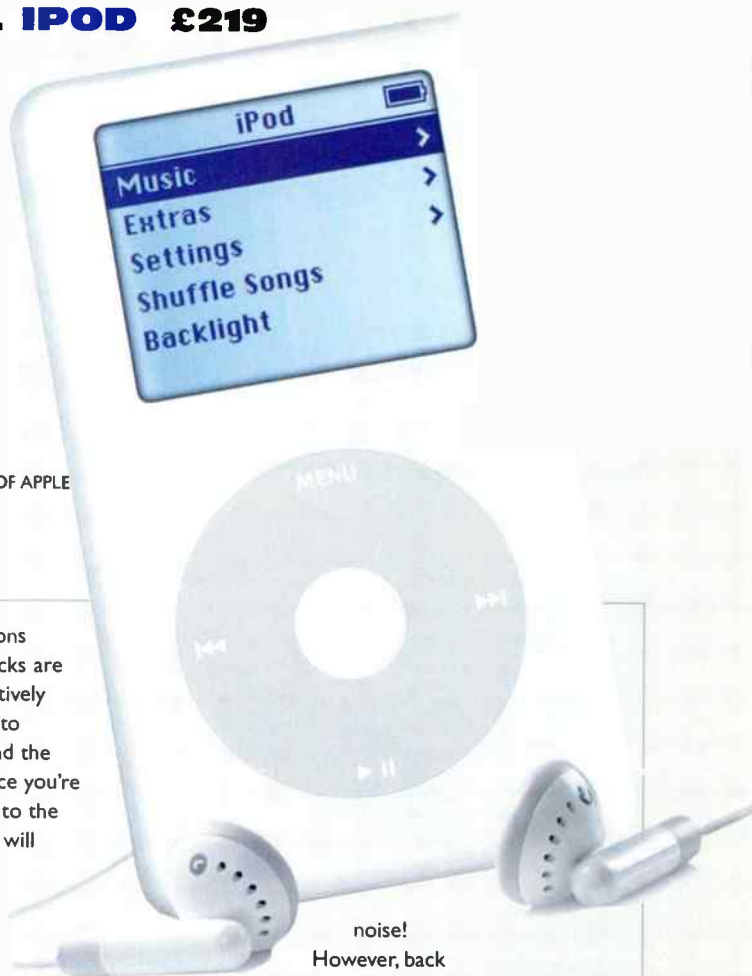 . IPOD £219
iPod
Music
Extras
Settings
Shuffle Songs
Backlight
MENU
OF APPLE
ons
cks are
tively
to
nd the
ce you're
to the
will
noise!
However, back